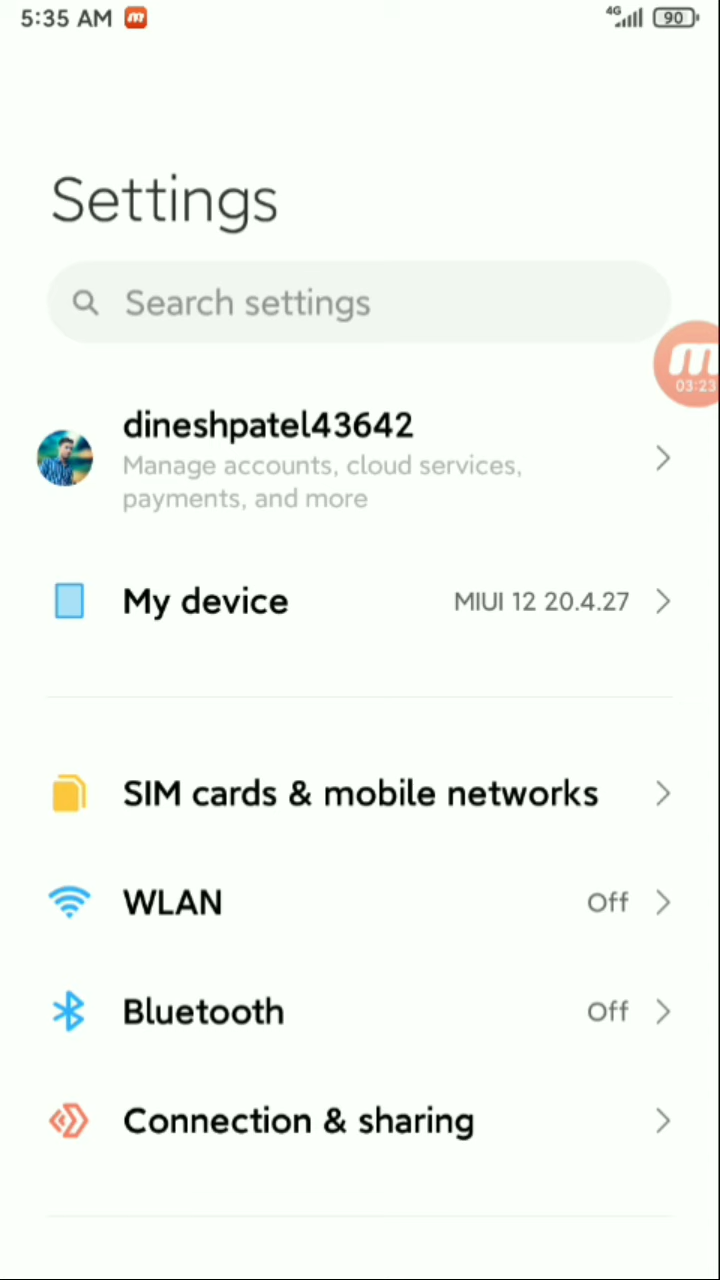 5:35 AM m 4G 90
Settings
Search settings
m
03:23
dineshpatel43642
Manage accounts, cloud services,
payments, and more
My device MIUI 12 20.4.27
SIM cards & mobile networks
WLAN Off
Bluetooth Off
Connection & sharing